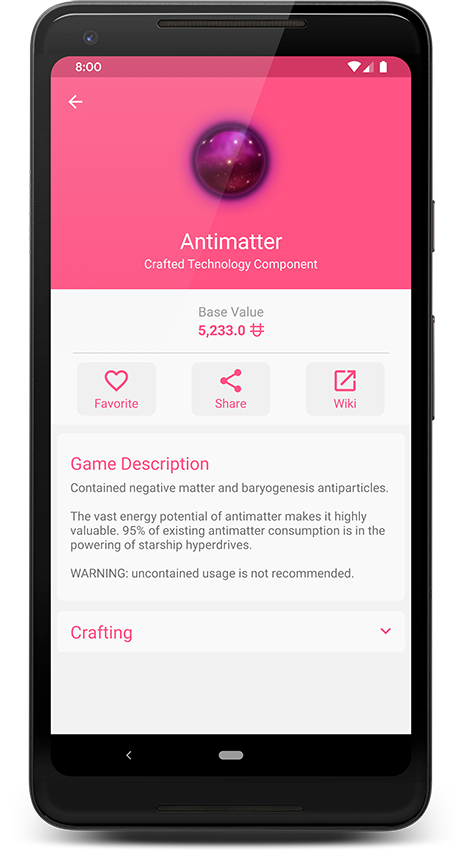 8:00
Antimatter
Crafted Technology Component
Base Value
5,233.0
Favorite
Share
Wiki
Game Description
Contained negative matter and baryogenesis antiparticles.
The vast energy potential of antimatter makes it highly
valuable. 95% of existing antimatter consumption is in the
powering of starship hyperdrives.
WARNING: uncontained usage is not recommended.
Crafting